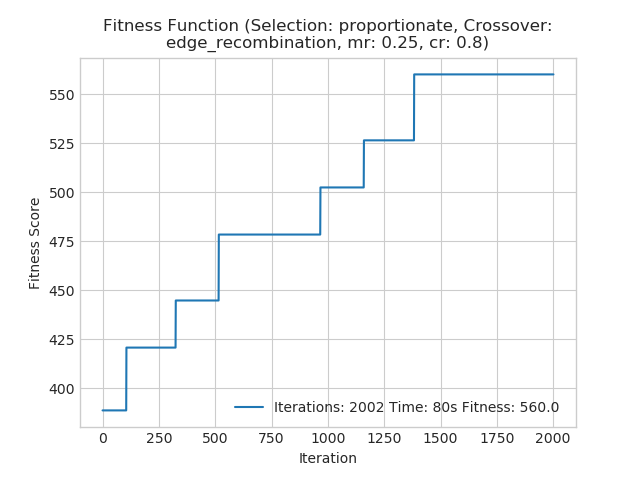 Fitness Function (Selection: proportionate, Crossover:
edge_recombination, mr: 0.25, cr: 0.8)
Fitness Score
550
525
500
475
450
425
400
Iterations: 2002 Time: 80s Fitness: 560.0
0 250 500 750 1000 1250 1500 1750 2000
Iteration